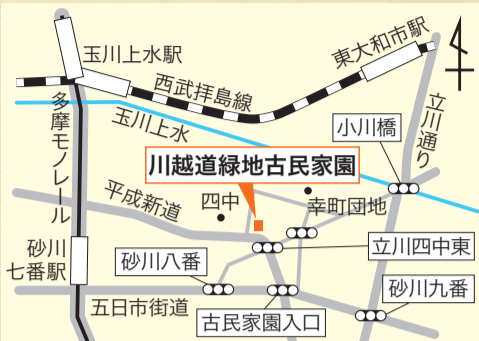 玉川上水駅
東大和市駅
西武拝島線
多摩モノレール
玉川上水
立川通り
小川橋
川越道緑地古民家園
平成新道
四中
幸町団地
砂川
七番駅
立川四中東
砂川八番
砂川九番
五日市街道
古民家園入口